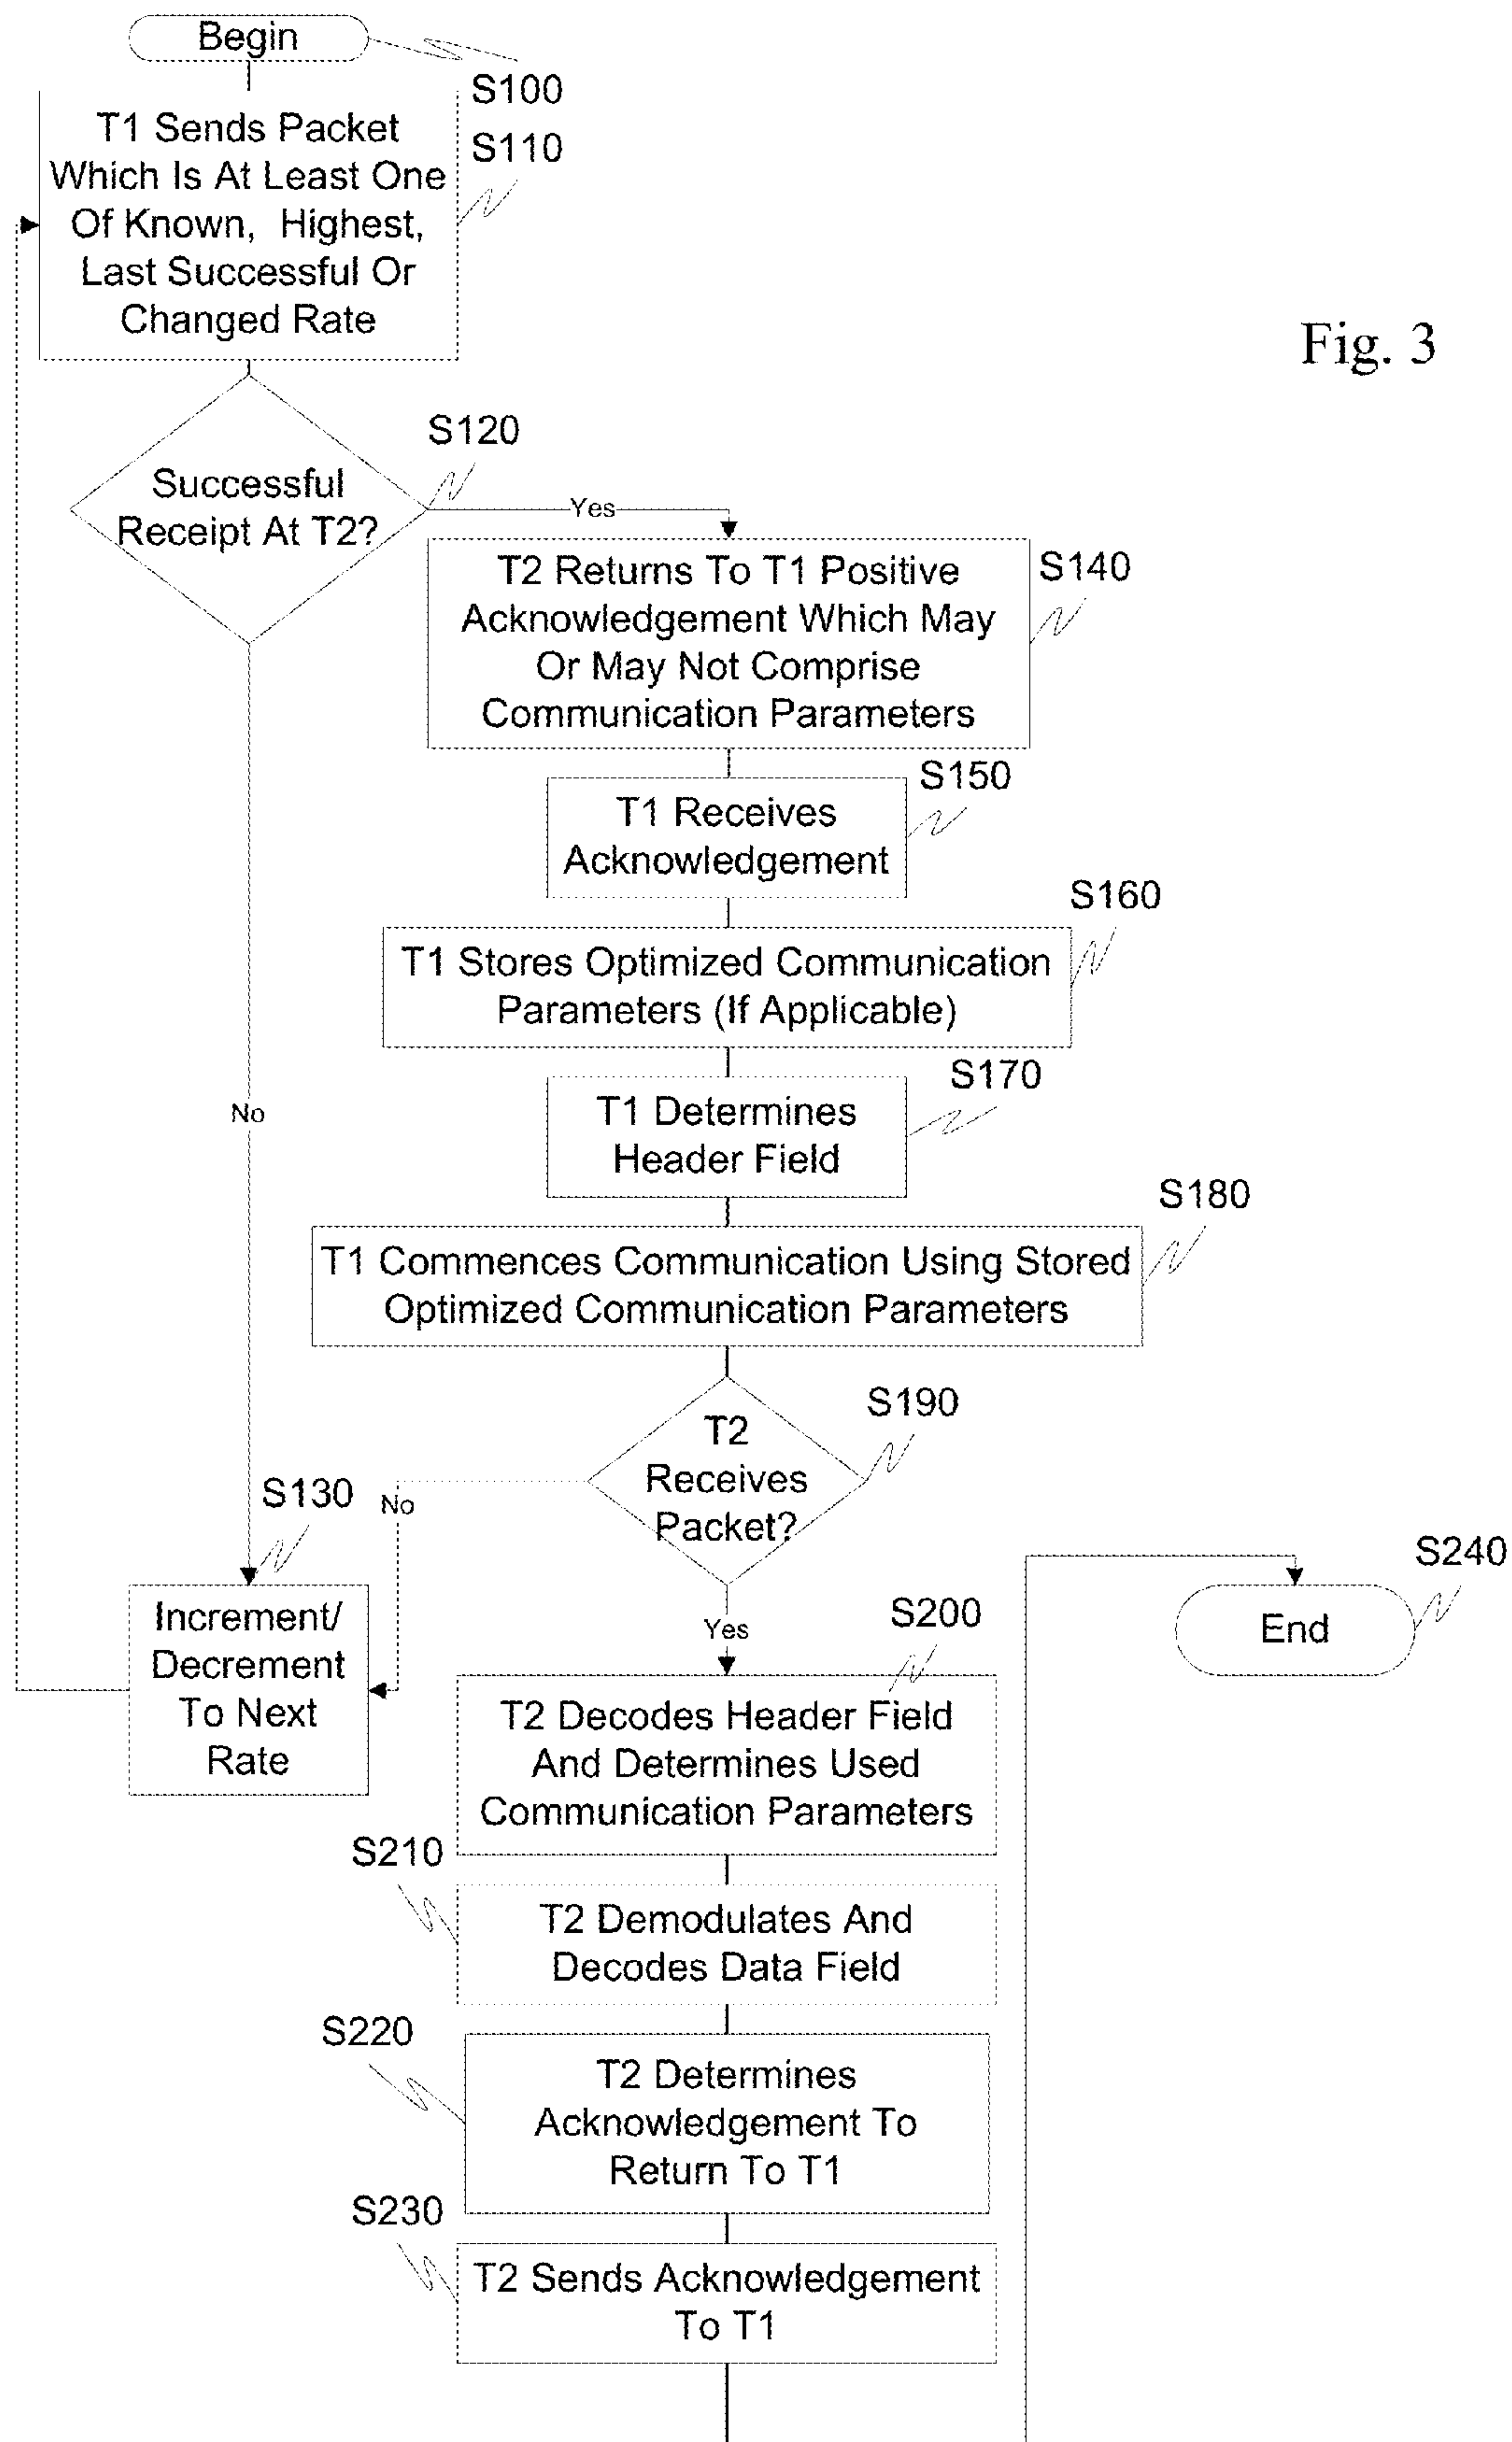 Begin
S100
T1 Sends Packet
Which Is At Least One
Of Known, Highest,
Last Successful Or
Changed Rate
S110
Fig. 3
Successful
Receipt At T2?
S120
Yes
T2 Returns To T1 Positive
Acknowledgement Which May
Or May Not Comprise
Communication Parameters
S140
T1 Receives
Acknowledgement
S150
T1 Stores Optimized Communication
Parameters (If Applicable)
S160
T1 Determines
Header Field
S170
No
T1 Commences Communication Using Stored
Optimized Communication Parameters
S180
T2
Receives
Packet?
S190
No
S130
Increment/
Decrement
To Next
Rate
Yes
S200
T2 Decodes Header Field
And Determines Used
Communication Parameters
End
S240
S210
T2 Demodulates And
Decodes Data Field
S220
T2 Determines
Acknowledgement To
Return To T1
S230
T2 Sends Acknowledgement
To T1